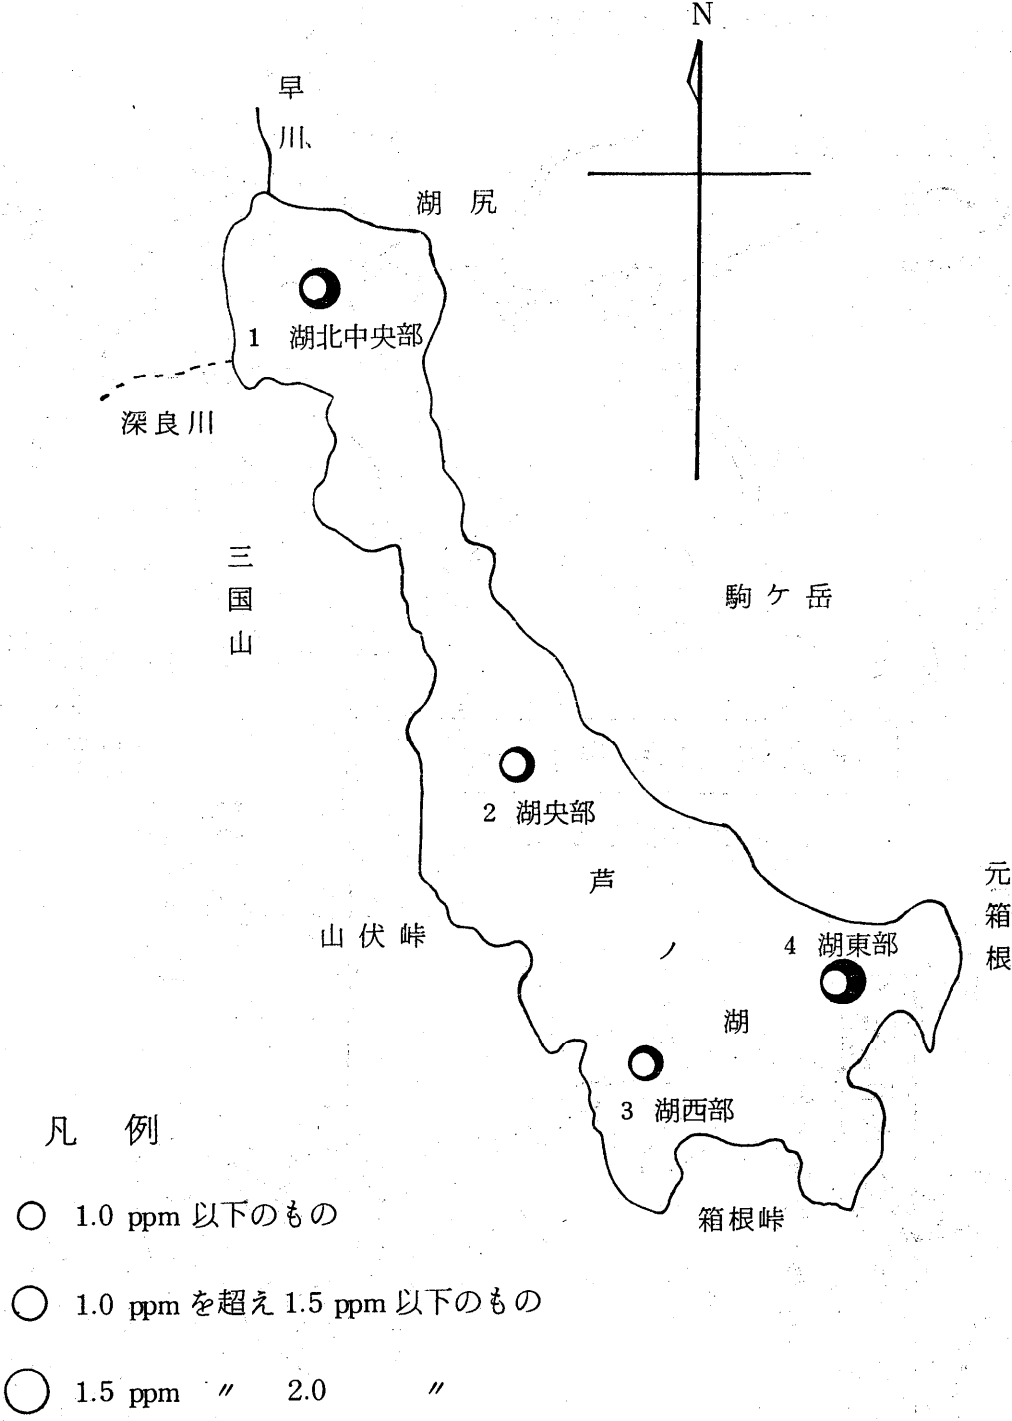 N
早川
湖尻
1 湖北中央部
深良川
三国山
駒ケ岳
2 湖央部
芦ノ湖
元箱根
山伏峠
4 湖東部
3 湖西部
箱根峠
凡例
1.0 ppm 以下のもの
1.0 ppm を超え 1.5 ppm 以下のもの
1.5 ppm 〃 2.0 〃